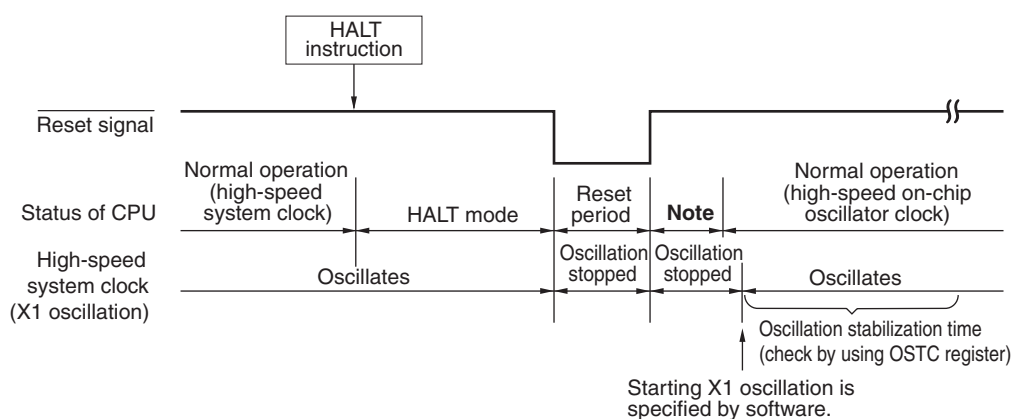 HALT
instruction
Reset signal
Normal operation
(high-speed
system clock)
HALT mode
Reset
period
Note
Normal operation
(high-speed on-chip
oscillator clock)
Status of CPU
High-speed
system clock
(X1 oscillation)
Oscillates
Oscillation
stopped
Oscillation
stopped
Oscillates
Oscillation stabilization time
(check by using OSTC register)
Starting X1 oscillation is
specified by software.